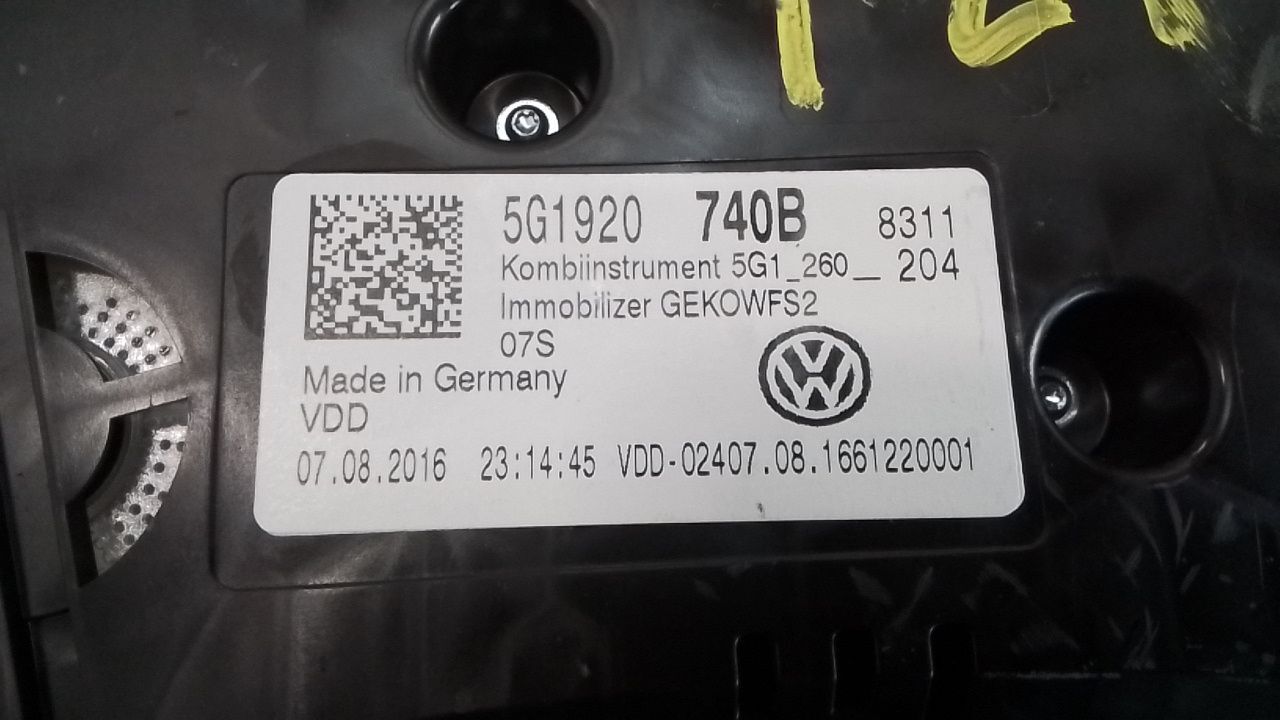 5G1920 740B 8311
Kombiinstrument 5G1_260_ 204
Immobilizer GEKOWFS2
07S
Made in Germany
VDD
07.08.2016 23:14:45 VDD-02407.08.1661220001